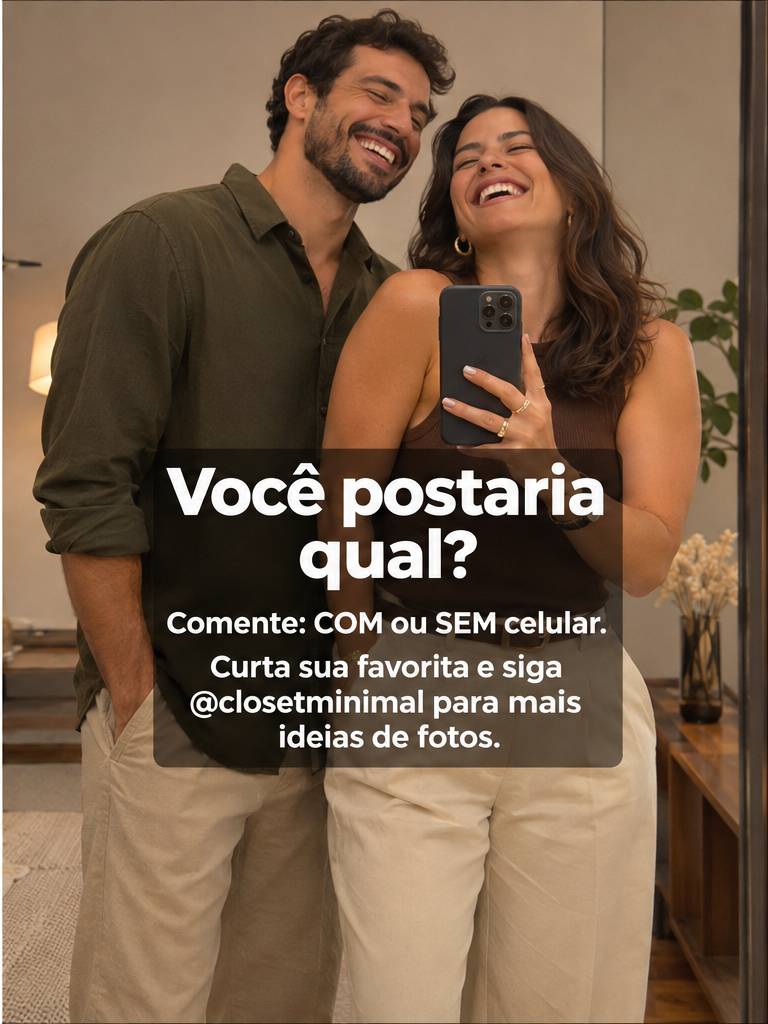 Você postaria
qual?
Comente: COM ou SEM celular.
Curta sua favorita e siga
@closetminimal para mais
ideias de fotos.